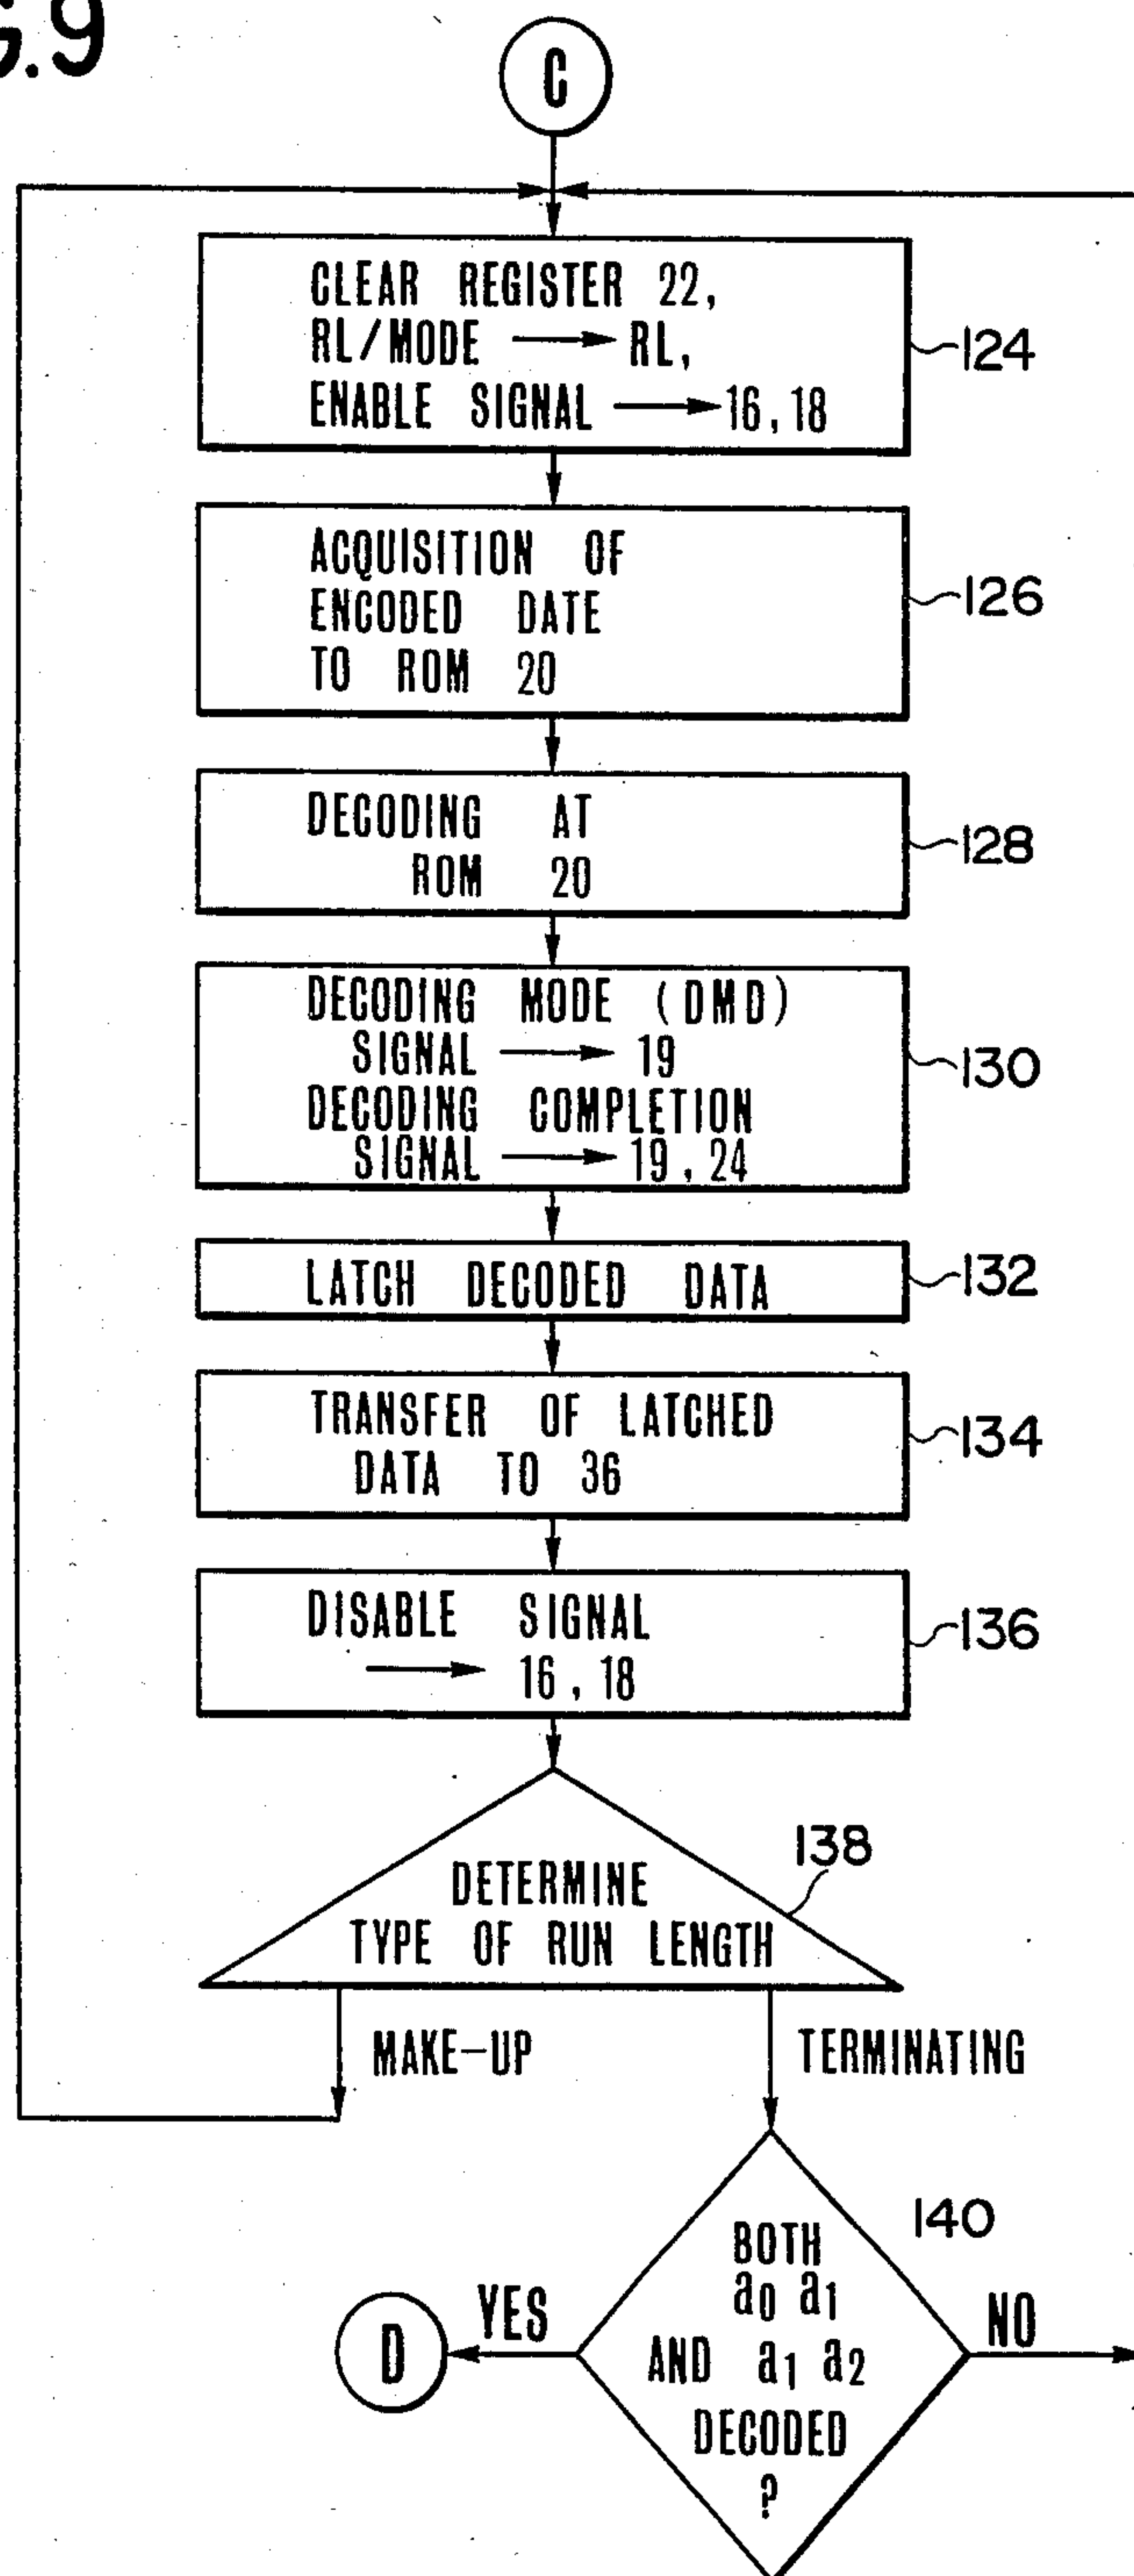 G.9
C
CLEAR REGISTER 22,
RL/MODE → RL,
ENABLE SIGNAL → 16, 18
124
ACQUISITION OF
ENCODED DATE
TO ROM 20
126
DECODING AT
ROM 20
128
DECODING MODE (DMD)
SIGNAL → 19
DECODING COMPLETION
SIGNAL → 19, 24
130
LATCH DECODED DATA
132
TRANSFER OF LATCHED
DATA TO 36
134
DISABLE SIGNAL
→ 16, 18
136
138
DETERMINE
TYPE OF RUN LENGTH
MAKE-UP
TERMINATING
140
BOTH
a0 a1
AND a1 a2
DECODED
?
YES
NO
D